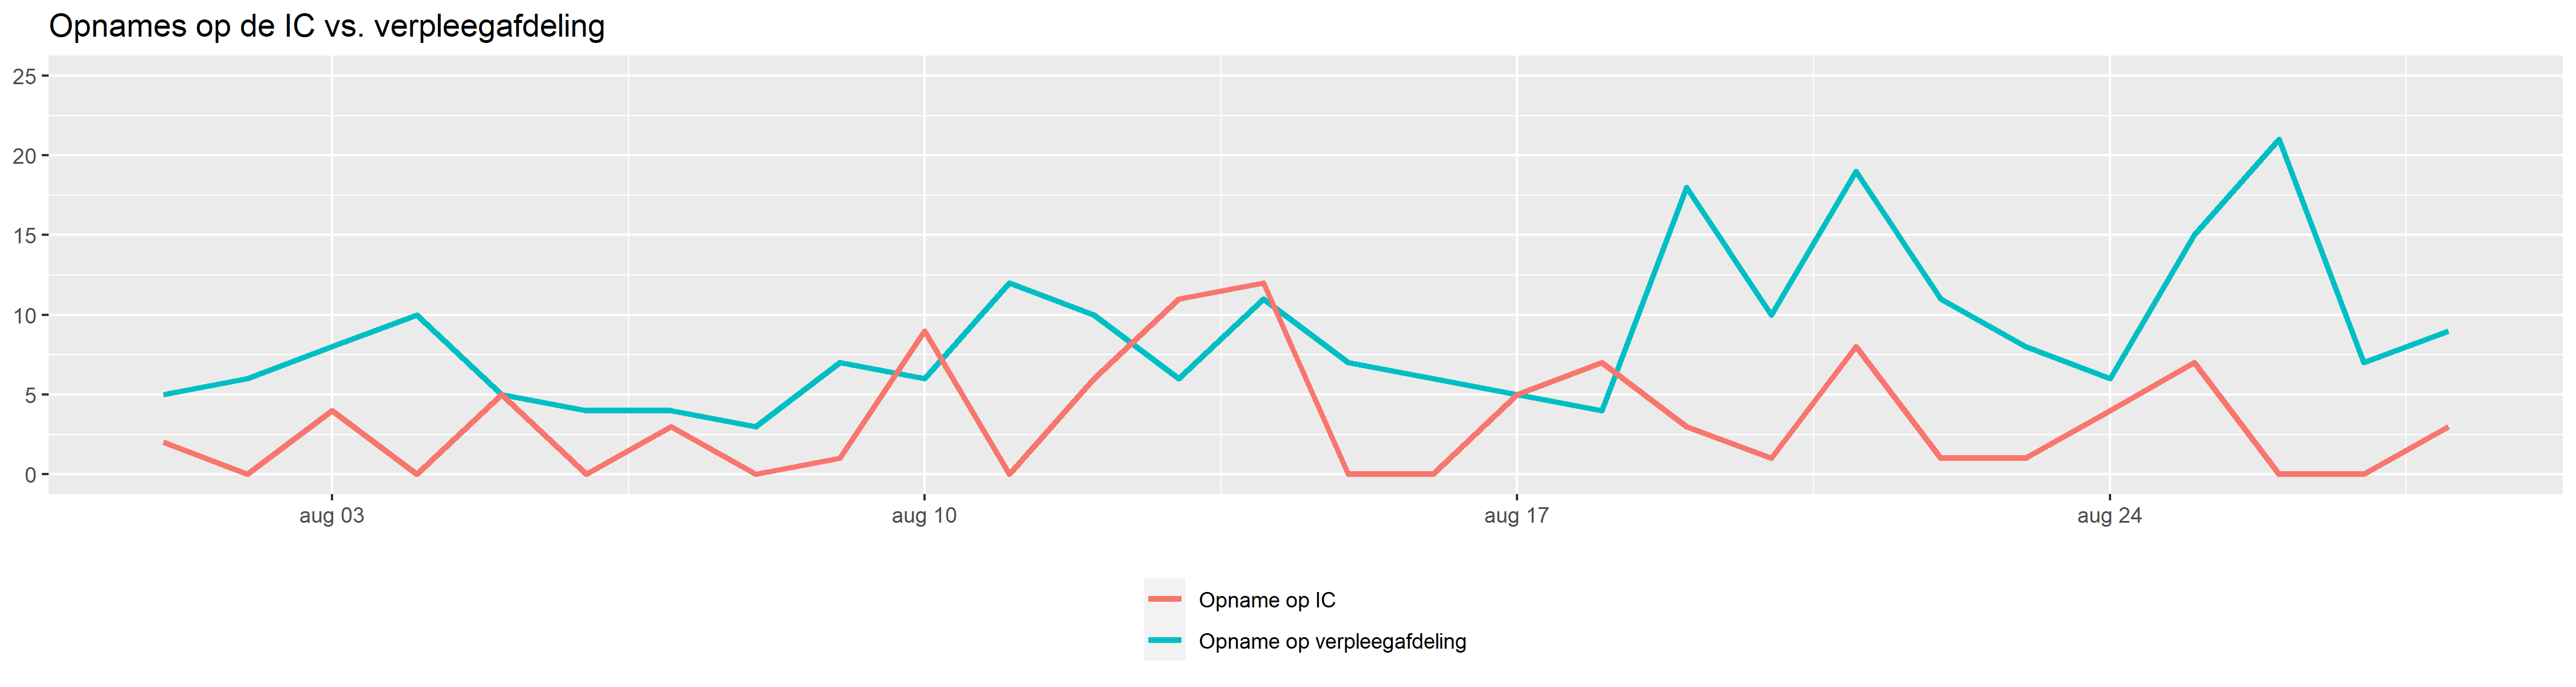 Opnames op de IC vs. verpleegafdeling
25
20
15
10
5
0
aug 03 aug 10 aug 17 aug 24
Opname op IC
Opname op verpleegafdeling